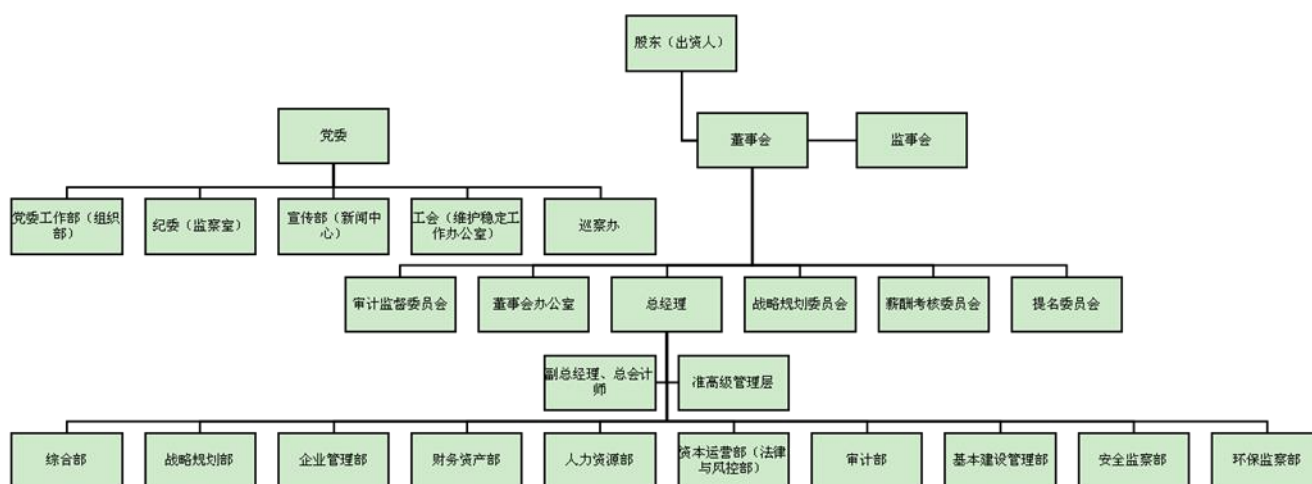 股东（出资人）
党委
董事会
监事会
党委工作部（组织
部）
纪委（监察室）
宣传部（新闻中
心）
工会（维护稳定工
作办公室）
巡察办
审计监督委员会
董事会办公室
总经理
战略规划委员会
薪酬考核委员会
提名委员会
副总经理、总会计
师
准高级管理层
综合部
战略规划部
企业管理部
财务资产部
人力资源部
资本运营部（法律
与风控部）
审计部
基本建设管理部
安全监察部
环保监察部